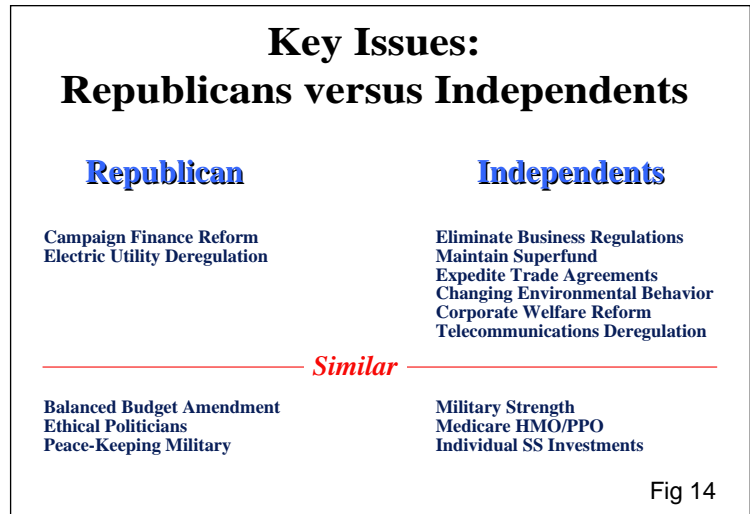 Key Issues:
Republicans versus Independents
Republican
Campaign Finance Reform
Electric Utility Deregulation
Independents
Eliminate Business Regulations
Maintain Superfund
Expedite Trade Agreements
Changing Environmental Behavior
Corporate Welfare Reform
Telecommunications Deregulation
Similar
Balanced Budget Amendment
Ethical Politicians
Peace-Keeping Military
Military Strength
Medicare HMO/PPO
Individual SS Investments
Fig 14